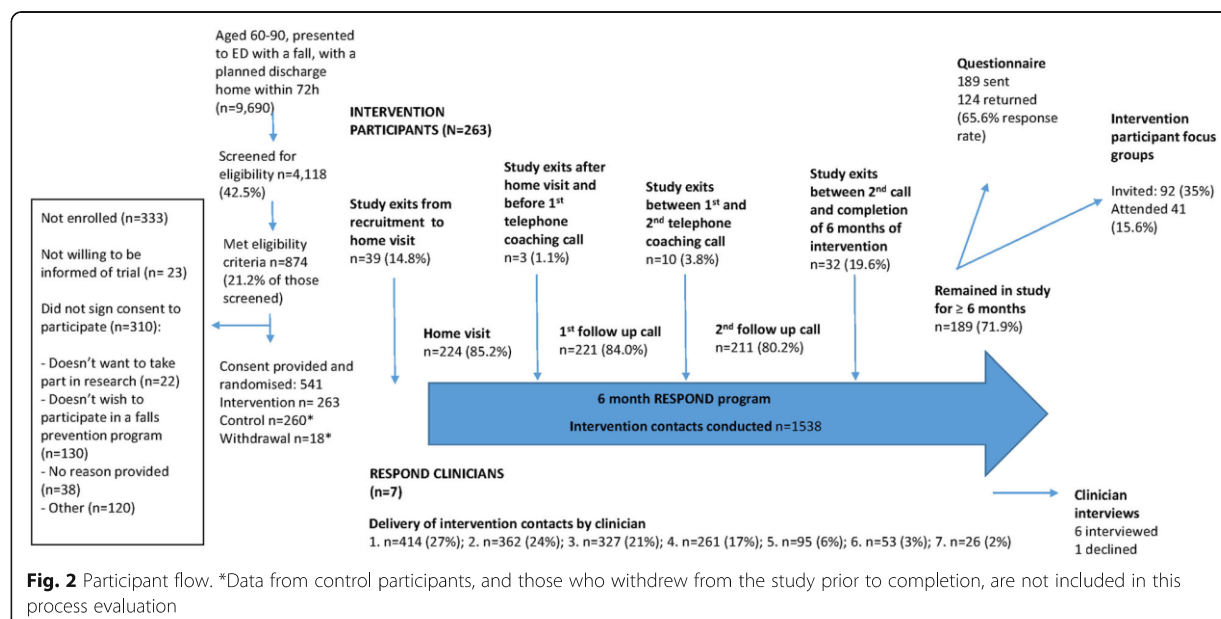 Aged 60-90, presented
to ED with a fall, with a
planned discharge
home within 72h
(n=9,690)
Screened for
eligibility n=4,118
(42.5%)
Met eligibility
criteria n=874
(21.2% of those
screened)
Consent provided and
randomised: 541
Intervention n= 263
Control n=260*
Withdrawal n=18*
Not enrolled (n=333)
Not willing to be
informed of trial (n= 23)
Did not sign consent to
participate (n=310):
- Doesn't want to take
part in research (n=22)
- Doesn't wish to
participate in a falls
prevention program
(n=130)
- No reason provided
(n=38)
- Other (n=120)
INTERVENTION
PARTICIPANTS (N=263)
Study exits from
recruitment to
home visit
n=39 (14.8%)
Study exits after
home visit and
before 1st
telephone
coaching call
n=3 (1.1%)
Study exits
between 1st and
2nd telephone
coaching call
n=10 (3.8%)
Study exits
between 2nd call
and completion
of 6 months of
intervention
n=32 (19.6%)
Home visit
n=224 (85.2%)
1st follow up call
n=221 (84.0%)
2nd follow up call
n=211 (80.2%)
Remained in study
for ≥ 6 months
n=189 (71.9%)
Questionnaire
189 sent
124 returned
(65.6% response
rate)
Intervention
participant focus
groups
Invited: 92 (35%)
Attended 41
(15.6%)
6 month RESPOND program
Intervention contacts conducted n=1538
RESPOND CLINICIANS
(n=7)
Delivery of intervention contacts by clinician
1. n=414 (27%); 2. n=362 (24%); 3. n=327 (21%); 4. n=261 (17%); 5. n=95 (6%); 6. n=53 (3%); 7. n=26 (2%)
Clinician
interviews
6 interviewed
1 declined
Fig. 2 Participant flow. *Data from control participants, and those who withdrew from the study prior to completion, are not included in this
process evaluation